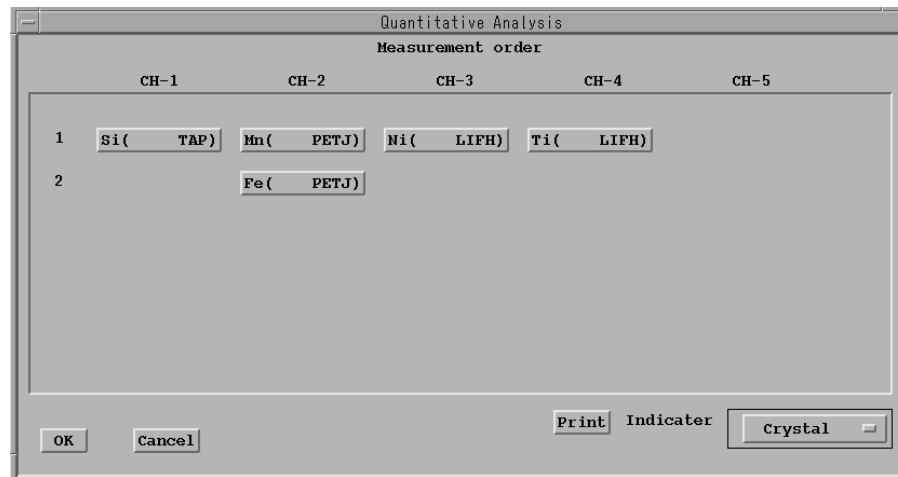 Quantitative Analysis
Measurement order
CH-1 CH-2 CH-3 CH-4 CH-5
1 Si( TAP) Mn( PETJ) Ni( LIFH) Ti( LIFH)
2 Fe( PETJ)
Print Indicater Crystal
OK Cancel